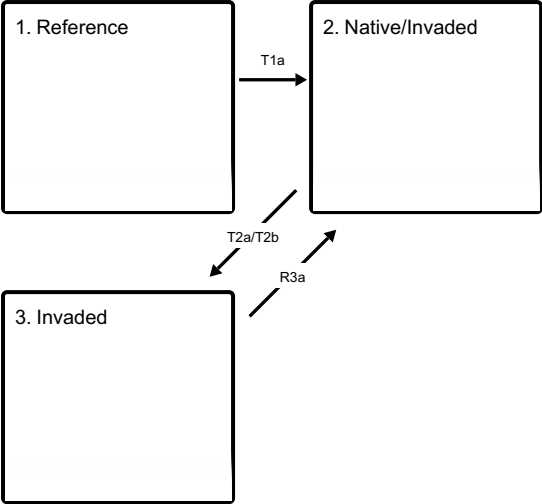 1. Reference
2. Native/Invaded
T1a
T2a/T2b
R3a
3. Invaded